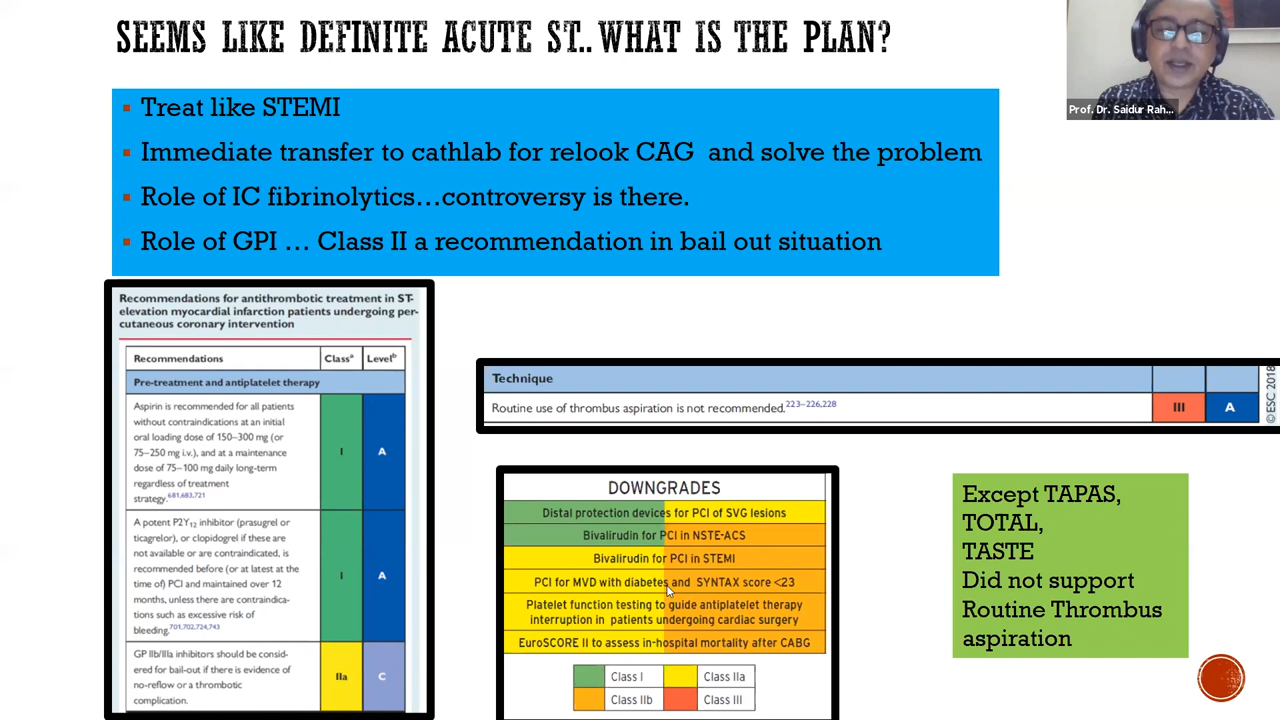 SEEMS LIKE DEFINITE ACUTE ST..WHAT IS THE PLAN?
Prof. Dr. Saidur Rah...
Treat like STEMI
Immediate transfer to cathlab for relook CAG and solve the problem
Role of IC fibrinolytics...controversy is there.
Role of GPI ... Class II a recommendation in bail out situation
Recommendations for antithrombotic treatment in ST-
elevation myocardial infarction patients undergoing per-
cutaneous coronary intervention
Recommendations Classᵃ Levelᵇ
Pre-treatment and antiplatelet therapy
Aspirin is recommended for all patients
without contraindications at an initial
oral loading dose of 150–300 mg (or
75–250 mg i.v.), and at a maintenance
dose of 75–100 mg daily long-term
regardless of treatment
strategy.681,683,721
I A
A potent P2Y12 inhibitor (prasugrel or
ticagrelor), or clopidogrel if these are
not available or are contraindicated, is
recommended before (or at latest at the
time of) PCI and maintained over 12
months, unless there are contraindica-
tions such as excessive risk of
bleeding.701,702,724,743
I A
GP IIb/IIIa inhibitors should be consid-
ered for bail-out if there is evidence of
no-reflow or a thrombotic
complication.
IIa C
Technique
Routine use of thrombus aspiration is not recommended.223–226,228 III A
©ESC 2018
DOWNGRADES
Distal protection devices for PCI of SVG lesions
Bivalirudin for PCI in NSTE-ACS
Bivalirudin for PCI in STEMI
PCI for MVD with diabetes and SYNTAX score <23
Platelet function testing to guide antiplatelet therapy
interruption in patients undergoing cardiac surgery
EuroSCORE II to assess in-hospital mortality after CABG
Class I Class IIa
Class IIb Class III
Except TAPAS,
TOTAL,
TASTE
Did not support
Routine Thrombus
aspiration